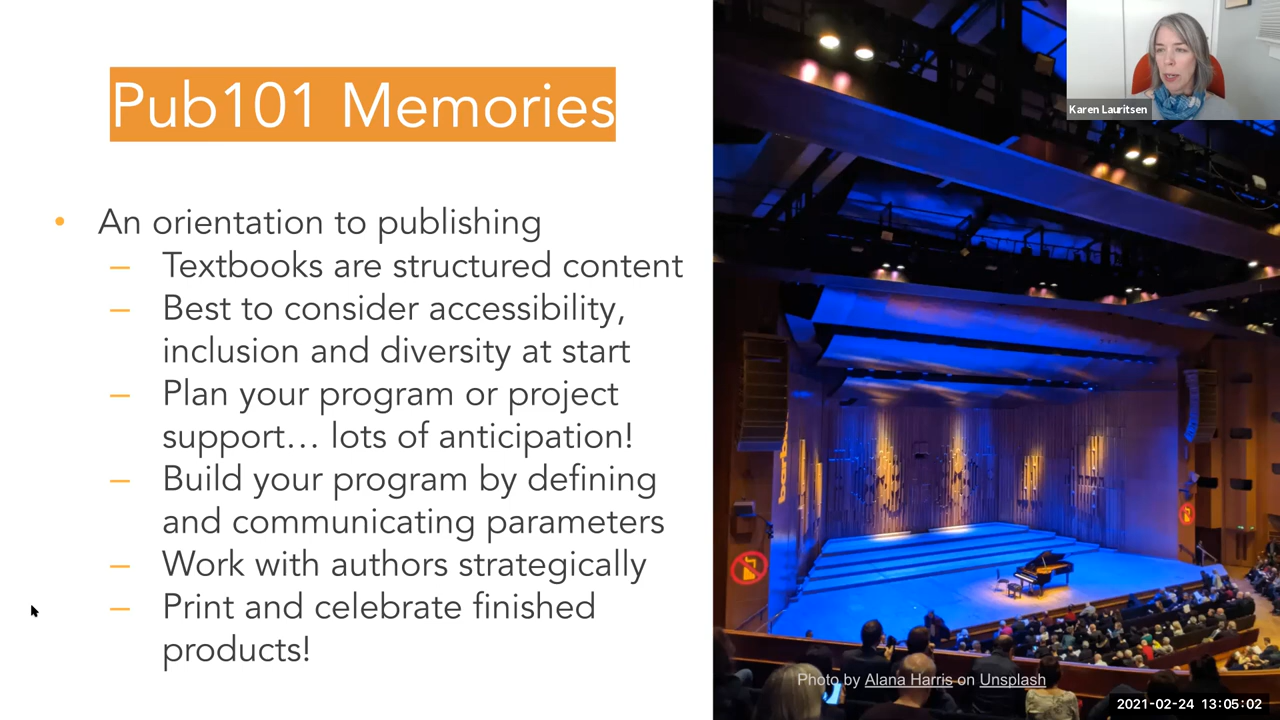 Pub101 Memories
Karen Lauritsen
• An orientation to publishing
– Textbooks are structured content
– Best to consider accessibility,
inclusion and diversity at start
– Plan your program or project
support… lots of anticipation!
– Build your program by defining
and communicating parameters
– Work with authors strategically
– Print and celebrate finished
products!
Photo by Alana Harris on Unsplash
2021-02-24 13:05:02